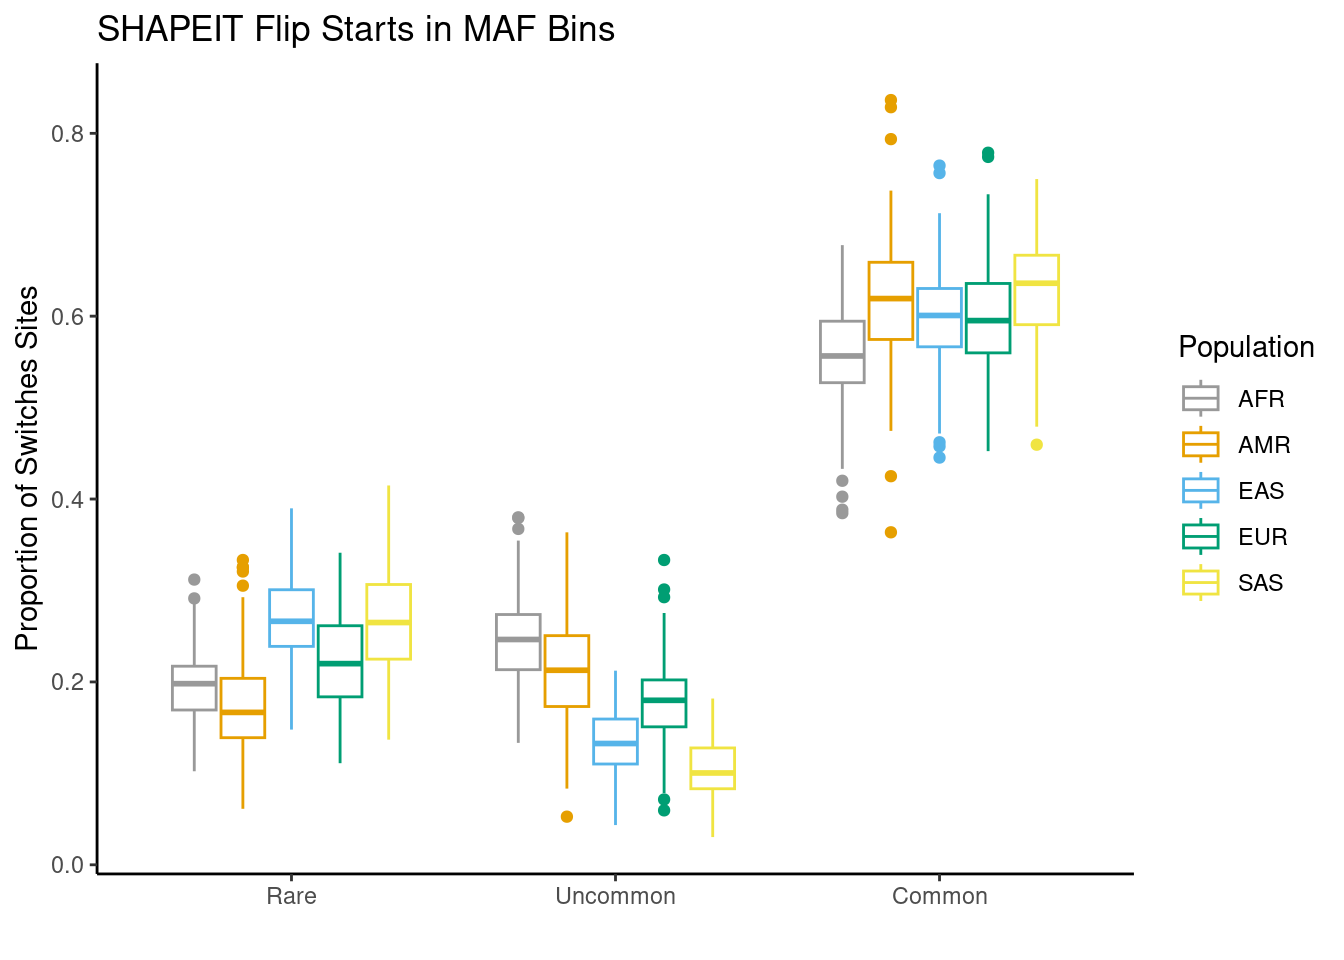 SHAPEIT Flip Starts in MAF Bins
Proportion of Switches Sites
0.8
0.6
0.4
0.2
0.0
Rare
Uncommon
Common
Population
AFR
AMR
EAS
EUR
SAS